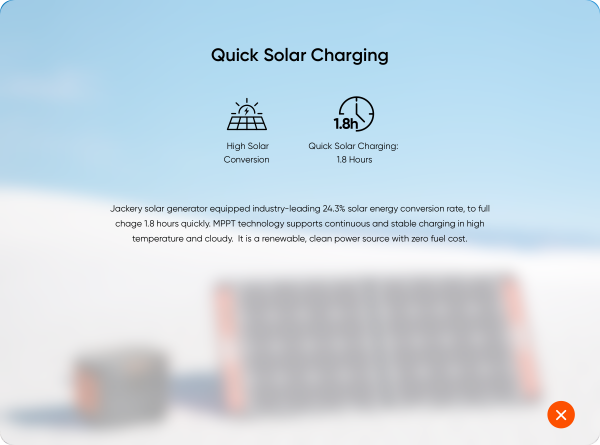 Quick Solar Charging
1.8h
High Solar
Conversion
Quick Solar Charging:
1.8 Hours
Jackery solar generator equipped industry-leading 24.3% solar energy conversion rate, to full
chage 1.8 hours quickly. MPPT technology supports continuous and stable charging in high
temperature and cloudy. It is a renewable, clean power source with zero fuel cost.